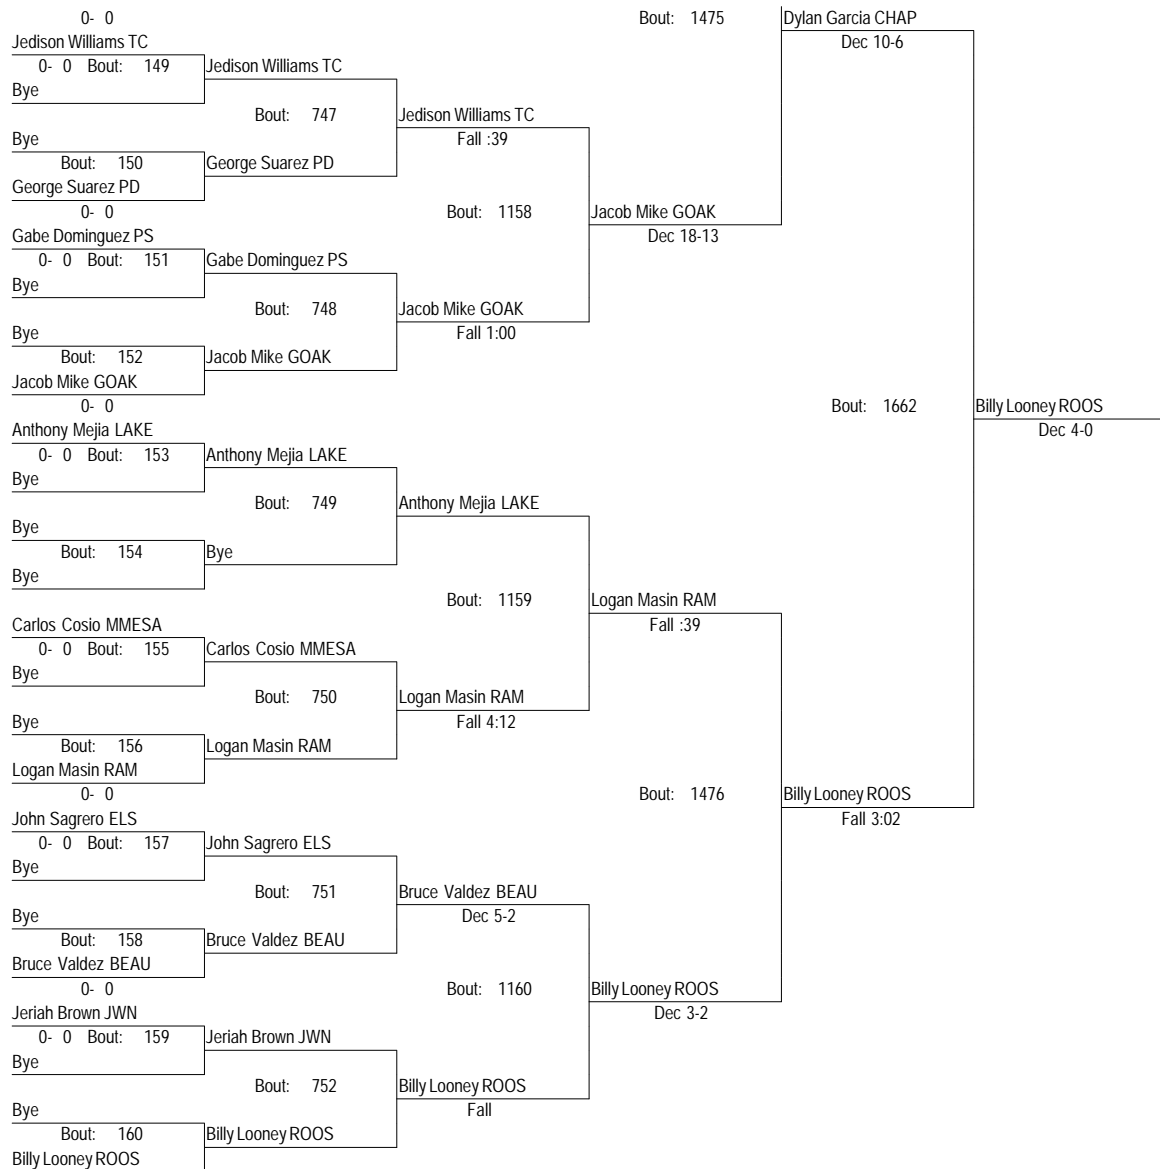 0- 0 Bout: 1475 Dylan Garcia CHAP
Jedison Williams TC Dec 10-6
0- 0 Bout: 149 Jedison Williams TC
Bye
Bout: 747 Jedison Williams TC
Bye Fall :39
Bout: 150 George Suarez PD
George Suarez PD
0- 0 Bout: 1158 Jacob Mike GOAK
Gabe Dominguez PS Dec 18-13
0- 0 Bout: 151 Gabe Dominguez PS
Bye
Bout: 748 Jacob Mike GOAK
Bye Fall 1:00
Bout: 152 Jacob Mike GOAK
Jacob Mike GOAK
0- 0 Bout: 1662 Billy Looney ROOS
Anthony Mejia LAKE Dec 4-0
0- 0 Bout: 153 Anthony Mejia LAKE
Bye
Bout: 749 Anthony Mejia LAKE
Bye
Bout: 154 Bye
Bye
Bout: 1159 Logan Masin RAM
Carlos Cosio MMESA Fall :39
0- 0 Bout: 155 Carlos Cosio MMESA
Bye
Bout: 750 Logan Masin RAM
Bye Fall 4:12
Bout: 156 Logan Masin RAM
Logan Masin RAM
0- 0 Bout: 1476 Billy Looney ROOS
John Sagrero ELS Fall 3:02
0- 0 Bout: 157 John Sagrero ELS
Bye
Bout: 751 Bruce Valdez BEAU
Bye Dec 5-2
Bout: 158 Bruce Valdez BEAU
Bruce Valdez BEAU
0- 0 Bout: 1160 Billy Looney ROOS
Jeriah Brown JWN Dec 3-2
0- 0 Bout: 159 Jeriah Brown JWN
Bye
Bout: 752 Billy Looney ROOS
Bye Fall
Bout: 160 Billy Looney ROOS
Billy Looney ROOS